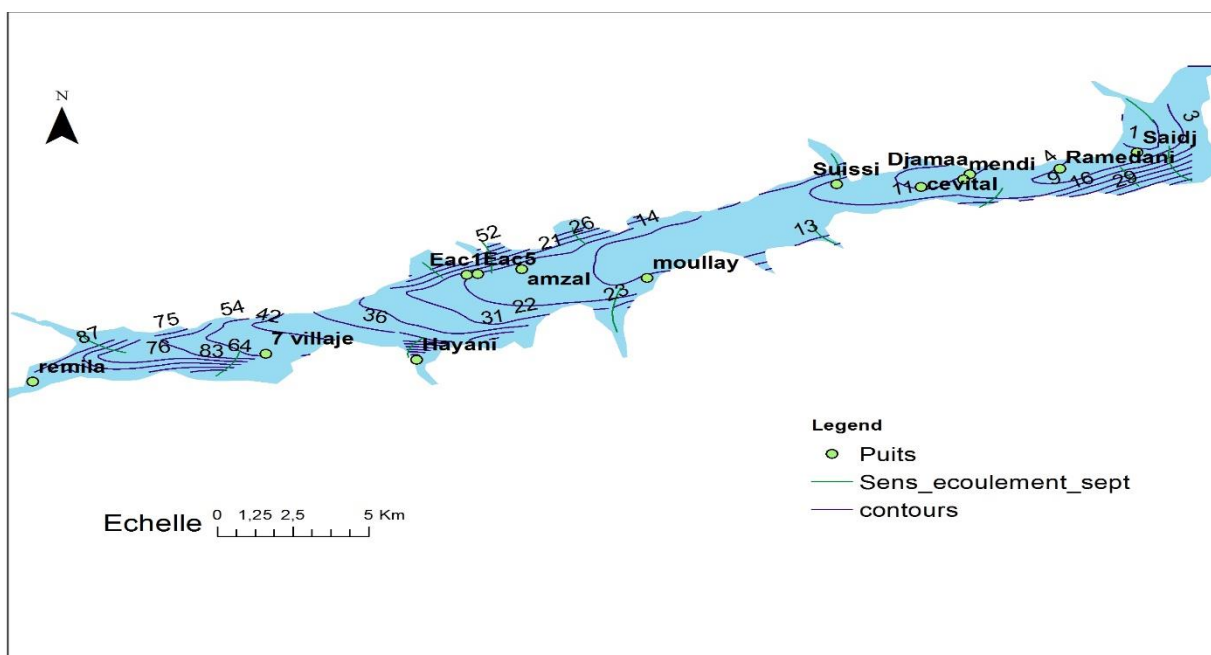 N
3
1
Saidj
4
Ramedani
Djamaa
mendi
Suissi
9
16
29
11
cevital
13
14
26
21
52
Eac1
Eac5
amzal
moullay
23
22
31
36
Hayani
54
42
75
87
76
83
64
7 villaje
remila
Legend
Puits
Sens_ecoulement_sept
contours
Echelle 0 1,25 2,5 5 Km